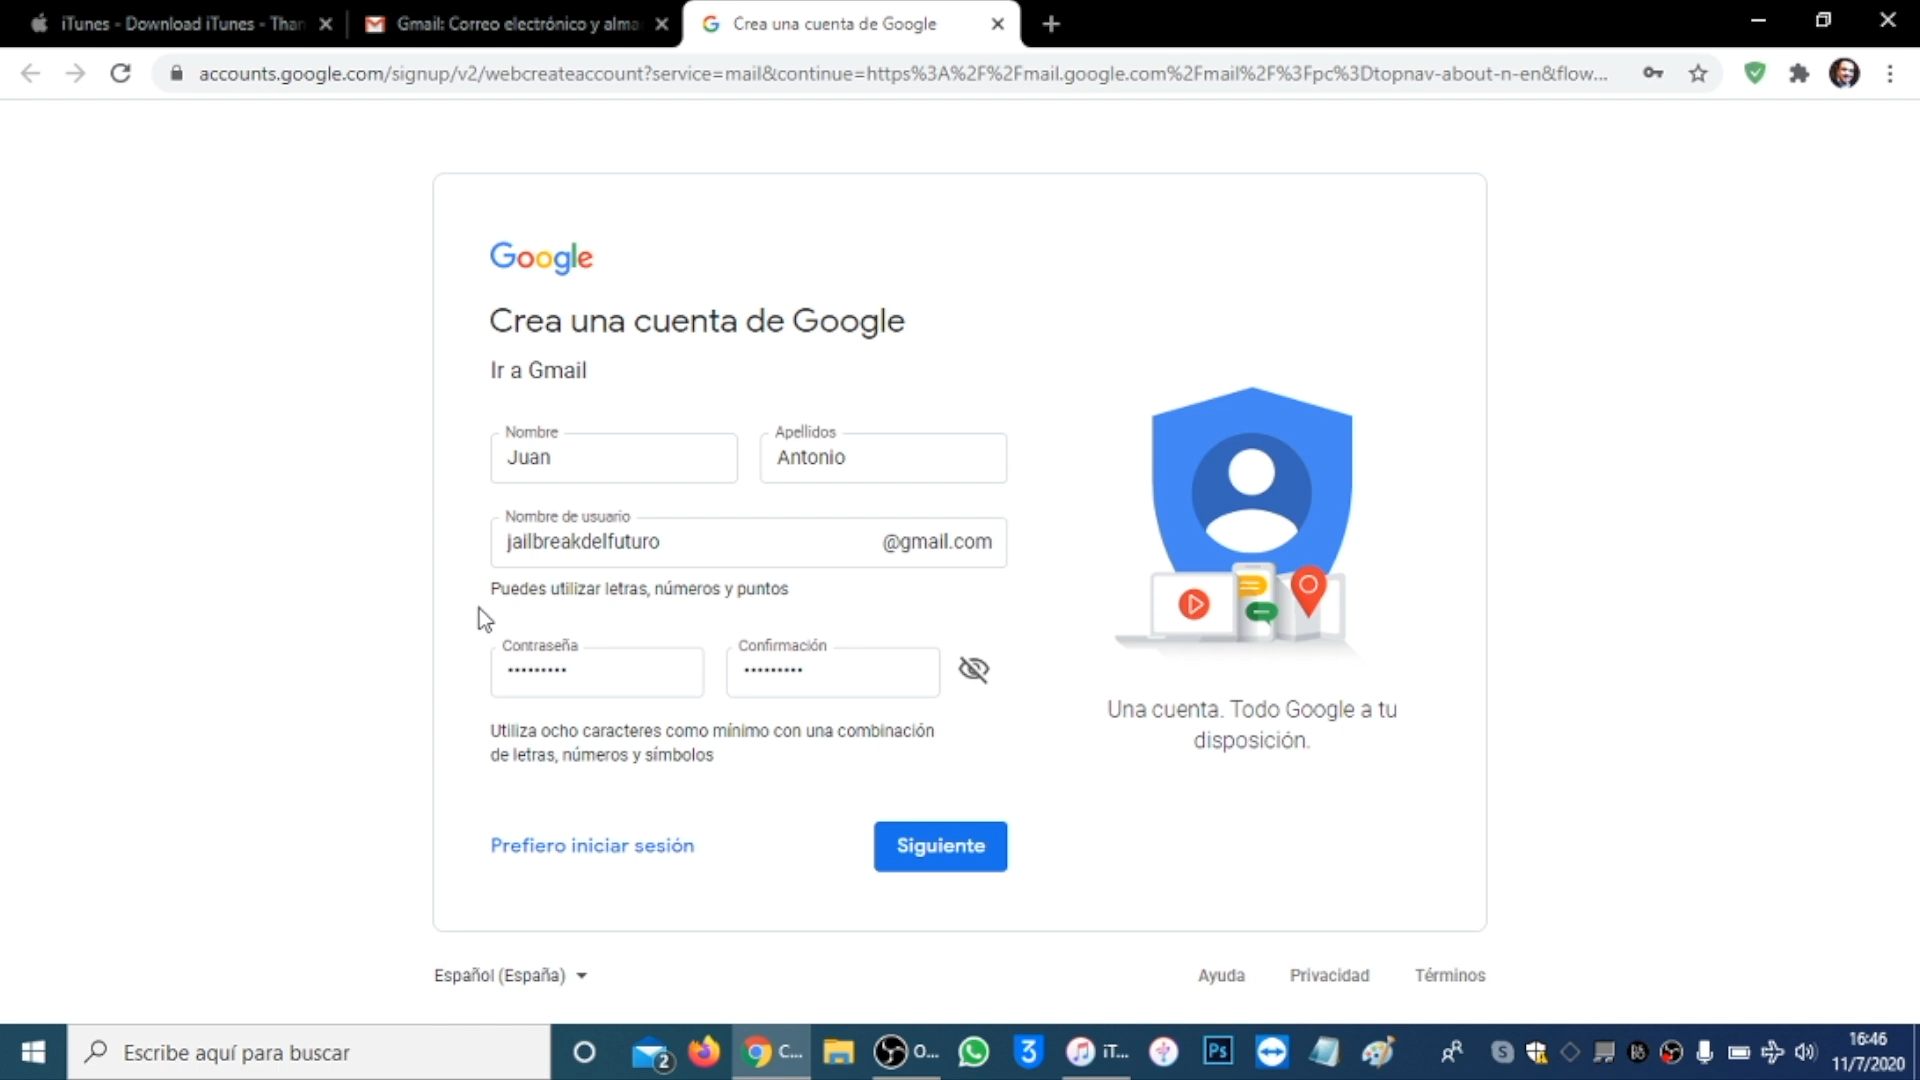 iTunes - Download iTunes - Than
Gmail: Correo electrónico y alma
Crea una cuenta de Google
accounts.google.com/signup/v2/webcreateaccount?service=mail&continue=https%3A%2F%2Fmail.google.com%2Fmail%2F%3Fpc%3Dtopnav-about-n-en&flow...
Google
Crea una cuenta de Google
Ir a Gmail
Nombre
Apellidos
Juan
Antonio
Nombre de usuario
jailbreakdelfuturo
@gmail.com
Puedes utilizar letras, números y puntos
Contraseña
Confirmación
Utiliza ocho caracteres como mínimo con una combinación
de letras, números y símbolos
Una cuenta. Todo Google a tu
disposición.
Prefiero iniciar sesión
Siguiente
Español (España)
Ayuda
Privacidad
Términos
Escribe aquí para buscar
2
C...
O...
3
iT...
Ps
S
16:46
11/7/2020